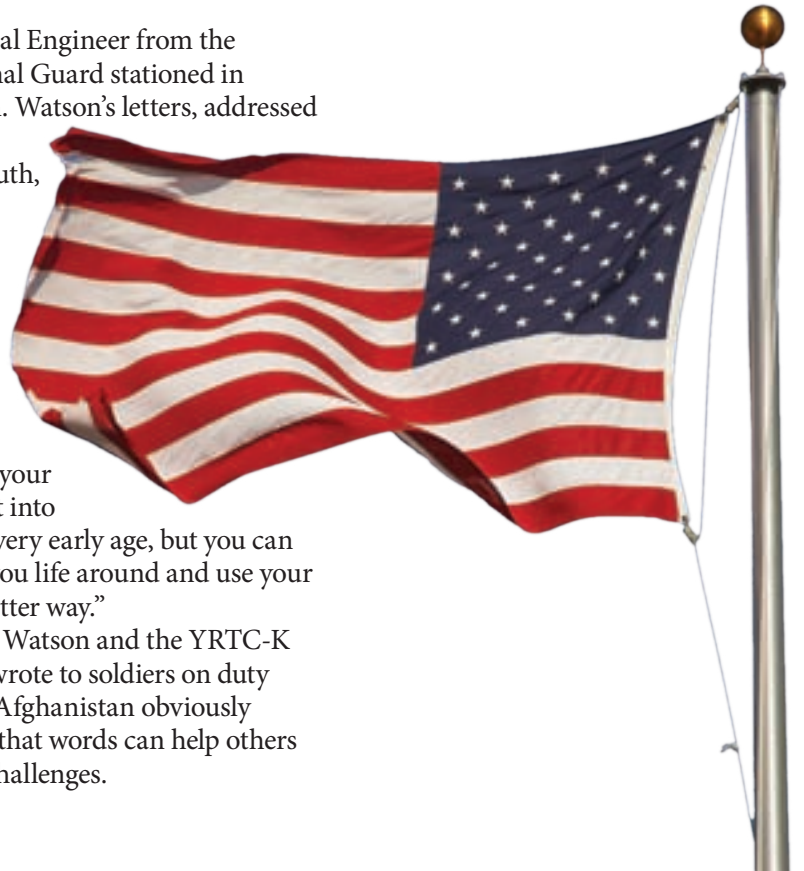 al Engineer from the
nal Guard stationed in
. Watson’s letters, addressed
uth,
your
t into
very early age, but you can
you life around and use your
tter way.”
Watson and the YRTC-K
wrote to soldiers on duty
Afghanistan obviously
that words can help others
hallenges.